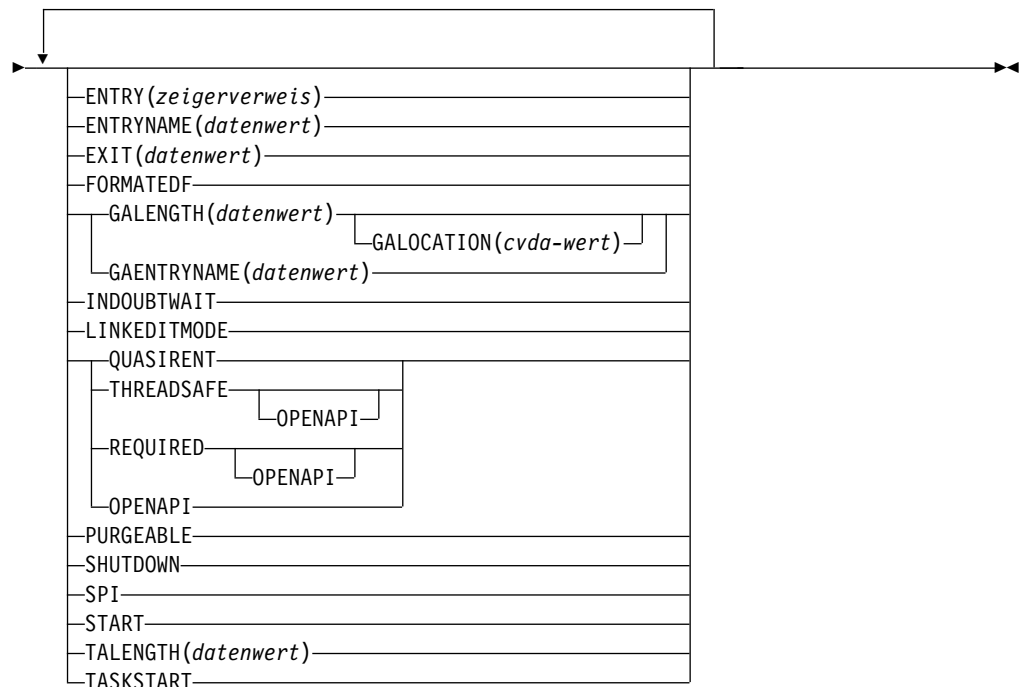 ENTRY(zeigerverweis)
ENTRYNAME(datenwert)
EXIT(datenwert)
FORMATEDF
GALENGTH(datenwert)
GALOCATION(cvda-wert)
GAENTRYNAME(datenwert)
INDOUBTWAIT
LINKEDITMODE
QUASIRENT
THREADSAFE
OPENAPI
REQUIRED
OPENAPI
OPENAPI
PURGEABLE
SHUTDOWN
SPI
START
TALENGTH(datenwert)
TASKSTART